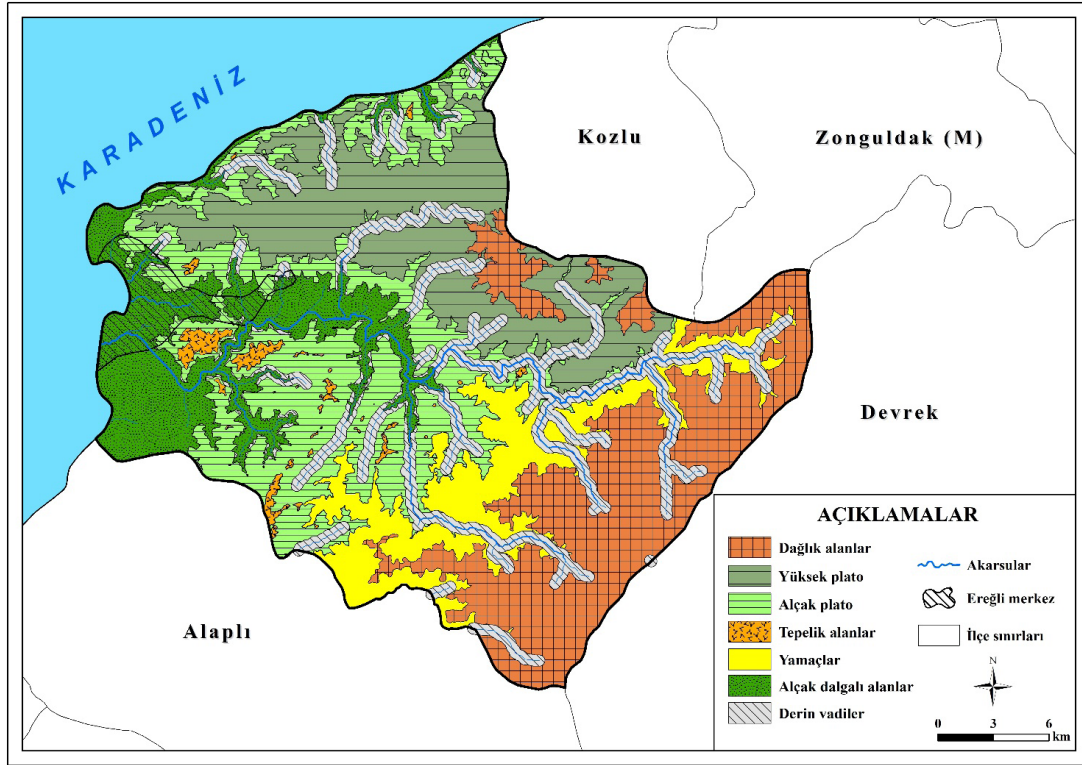 KARADENİZ
Kozlu
Zonguldak (M)
Devrek
Alaplı
AÇIKLAMALAR
Dağlık alanlar
Yüksek plato
Alçak plato
Tepelik alanlar
Yamaçlar
Alçak dalgalı alanlar
Derin vadiler
Akarsular
Ereğli merkez
İlçe sınırları
N
0 3 6
km